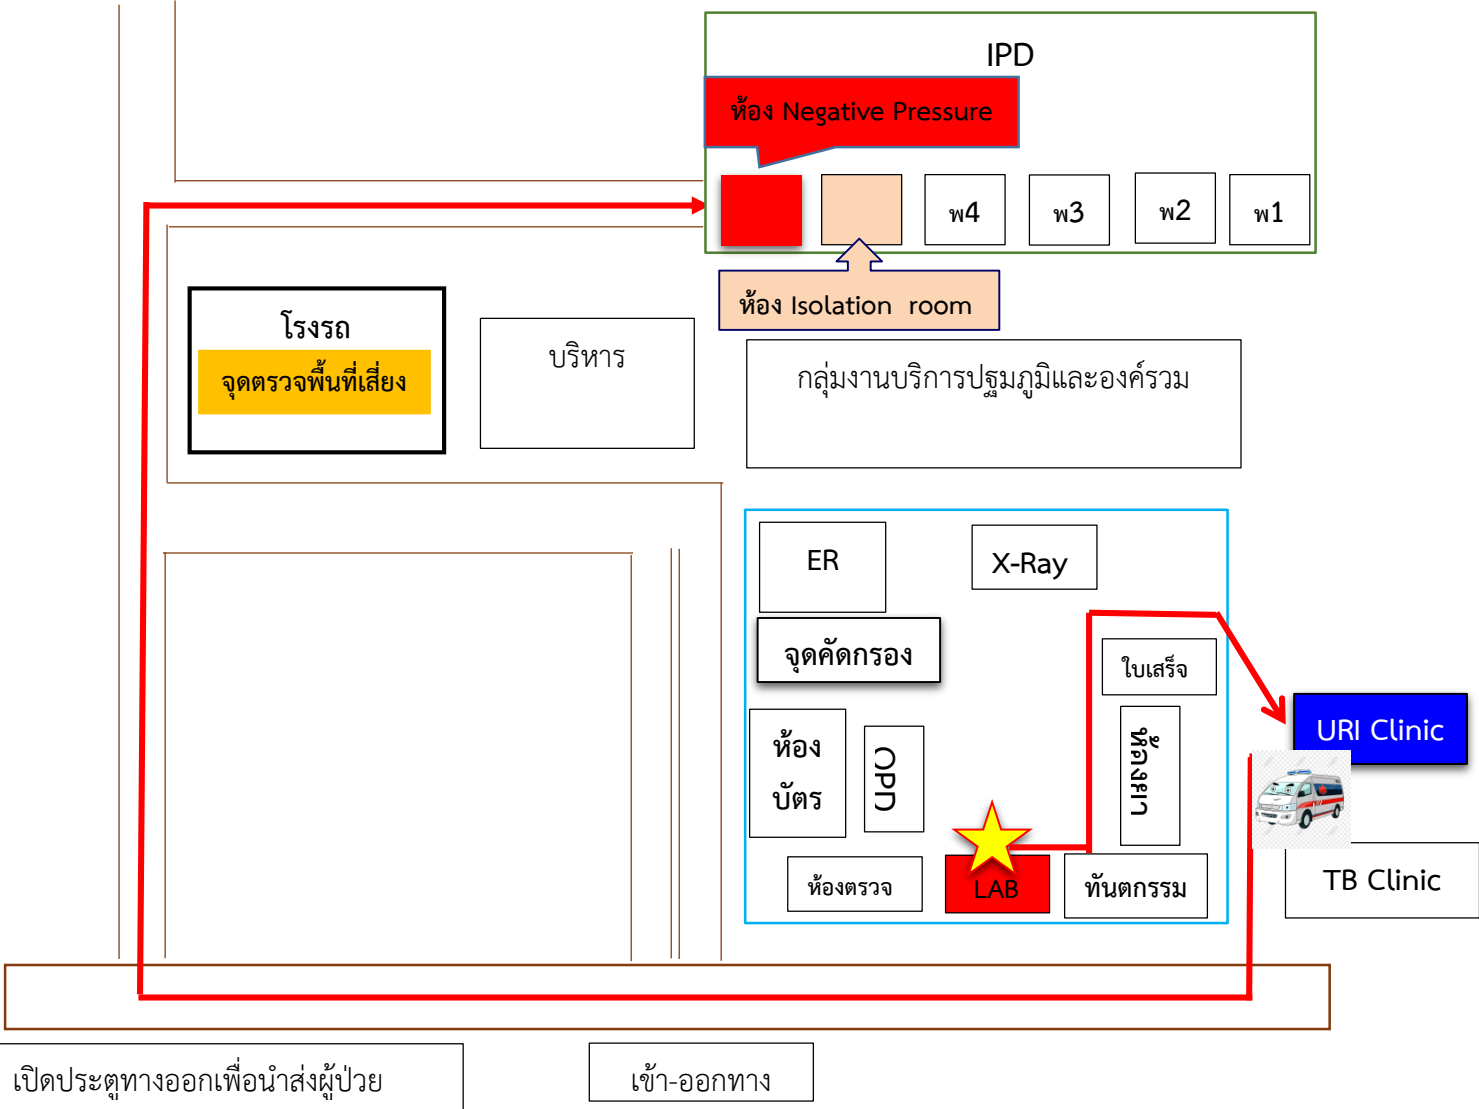 IPD
ห้อง Negative Pressure
พ4
พ3
พ2
พ1
ห้อง Isolation room
โรงรถ
จุดตรวจพื้นที่เสี่ยง
บริหาร
กลุ่มงานบริการปฐมภูมิและองค์รวม
ER
X-Ray
จุดคัดกรอง
ใบเสร็จ
ห้อง
บัตร
OPD
ห้องยา
URI Clinic
ห้องตรวจ
LAB
ทันตกรรม
TB Clinic
เปิดประตูทางออกเพื่อนำส่งผู้ป่วย
เข้า-ออกทาง